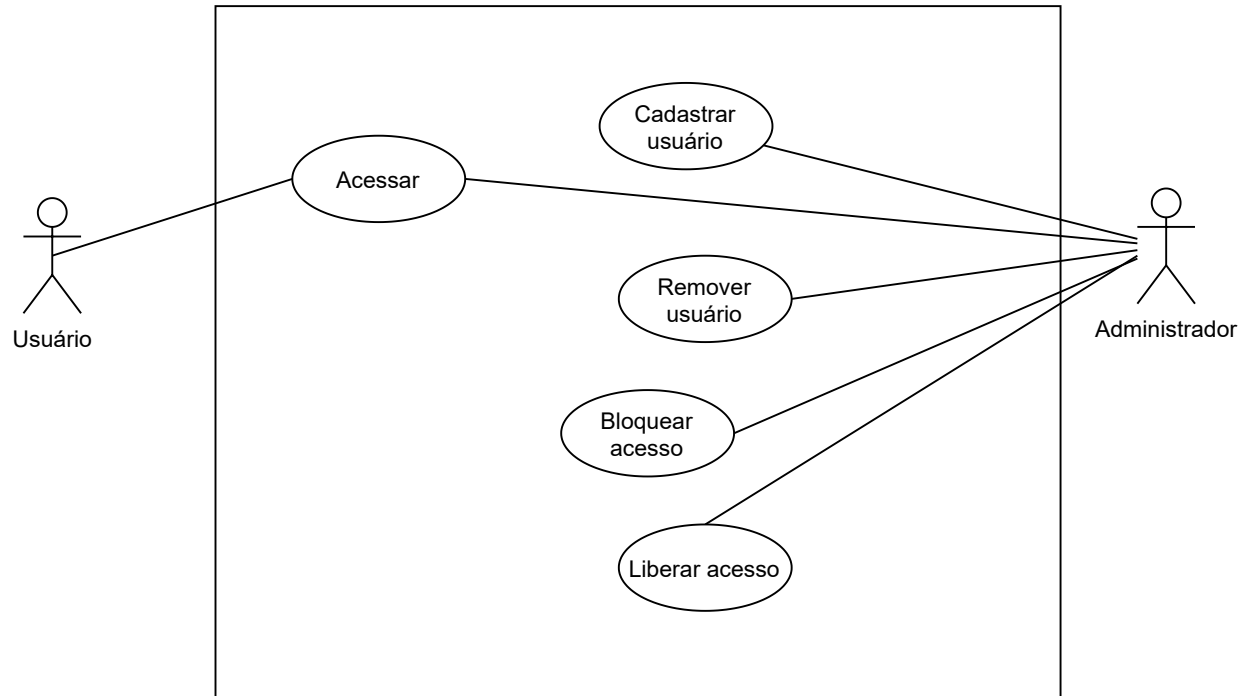 Cadastrar
usuário
Acessar
Remover
usuário
Usuário
Administrador
Bloquear
acesso
Liberar acesso